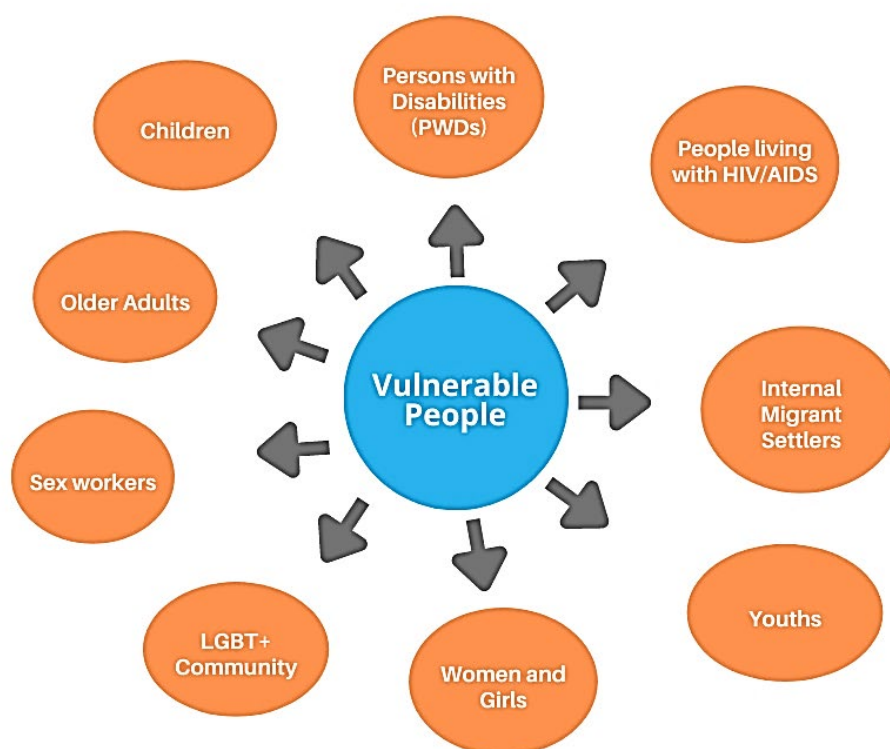 Persons with
Disabilities
(PWDs)
Children
People living
with HIV/AIDS
Older Adults
Vulnerable
People
Internal
Migrant
Settlers
Sex workers
Youths
LGBT+
Community
Women and
Girls